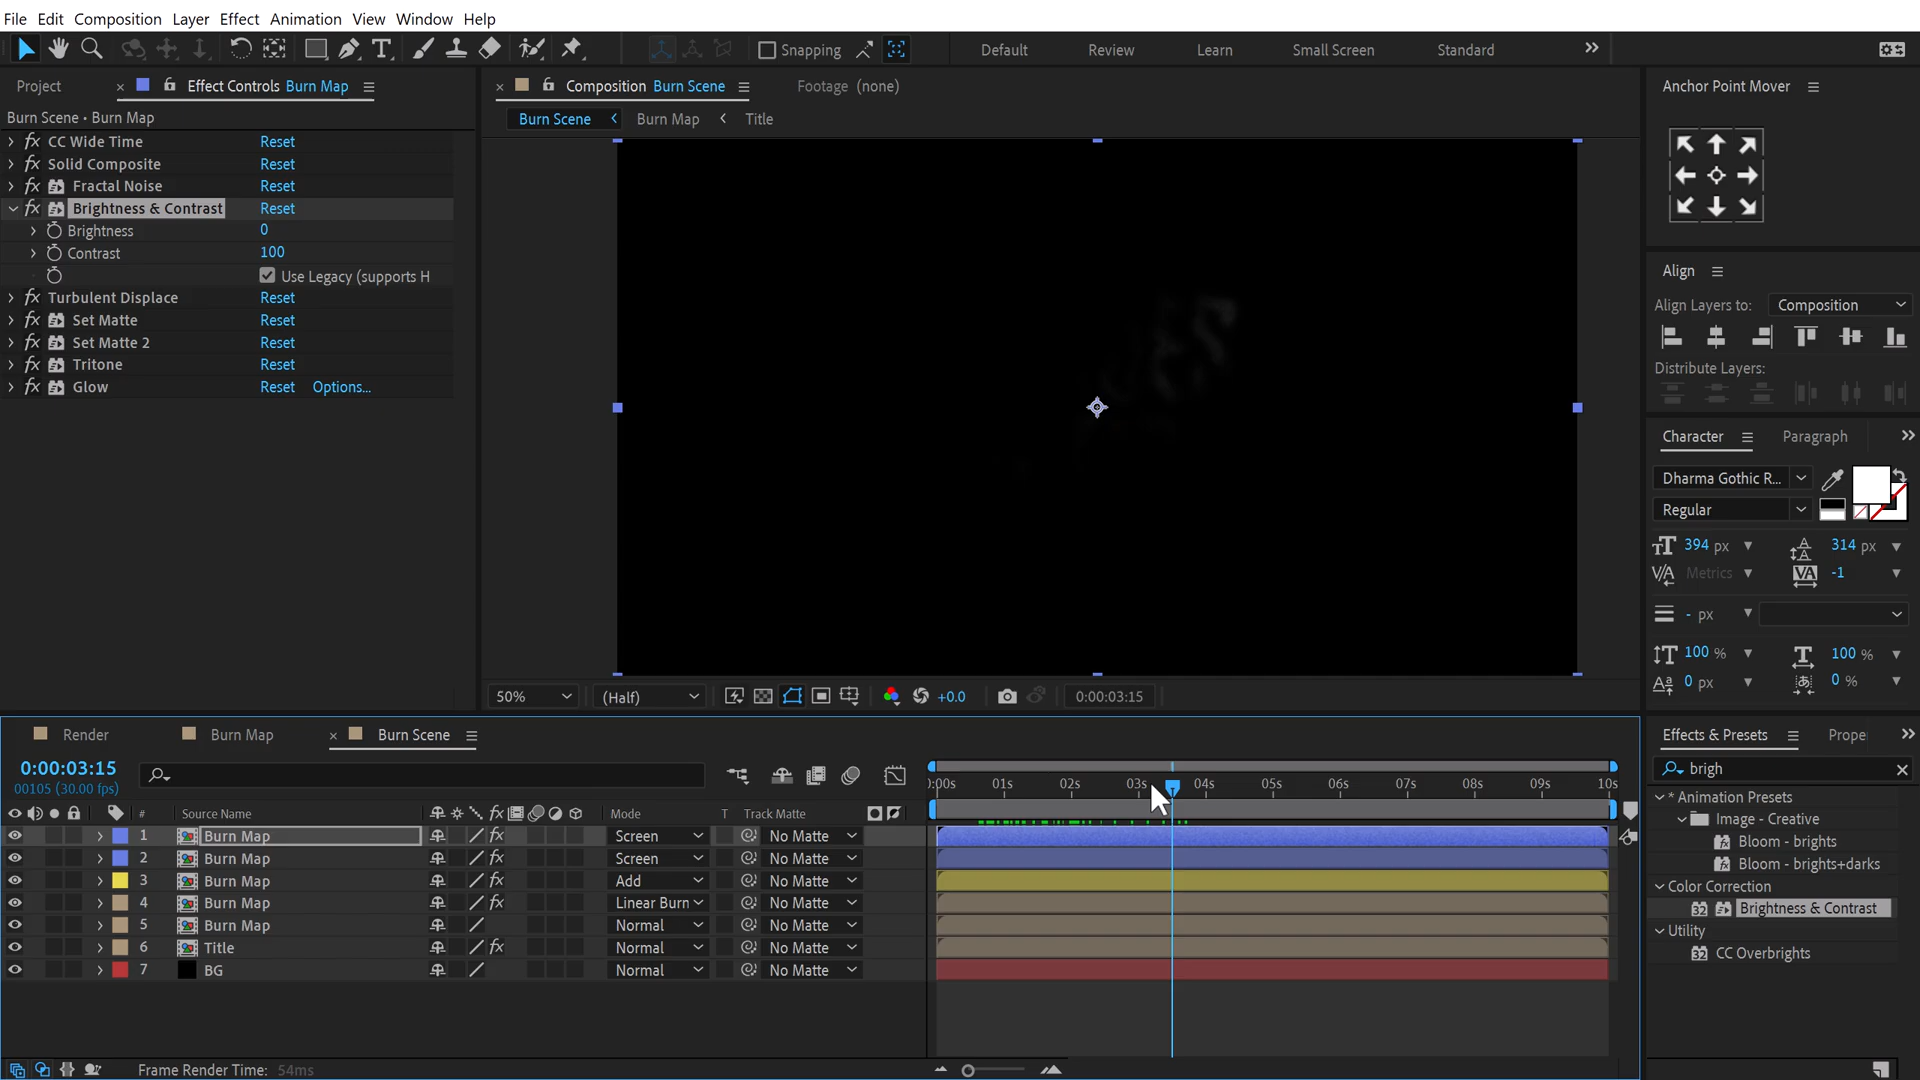 File Edit Composition Layer Effect Animation View Window Help
Snapping Default Review Learn Small Screen Standard
Project Effect Controls Burn Map
Composition Burn Scene Footage (none)
Anchor Point Mover
Burn Scene • Burn Map
Burn Scene Burn Map Title
CC Wide Time Reset
Solid Composite Reset
Fractal Noise Reset
Brightness & Contrast Reset
Brightness 0
Contrast 100
Use Legacy (supports H
Turbulent Displace Reset
Set Matte Reset
Set Matte 2 Reset
Tritone Reset
Glow Reset Options...
Align
Align Layers to: Composition
Distribute Layers:
Character Paragraph
Dharma Gothic R...
Regular
394 px 314 px
Metrics -1
- px
100 % 100 %
0 px 0 %
50% (Half) +0.0 0:00:03:15
Render Burn Map Burn Scene
0:00:03:15
00105 (30.00 fps)
:00s 01s 02s 03s 04s 05s 06s 07s 08s 09s 10s
# Source Name Mode T Track Matte
1 Burn Map Screen No Matte
2 Burn Map Screen No Matte
3 Burn Map Add No Matte
4 Burn Map Linear Burn No Matte
5 Burn Map Normal No Matte
6 Title Normal No Matte
7 BG Normal No Matte
Frame Render Time: 54ms
Effects & Presets Prope
brigh
* Animation Presets
Image - Creative
Bloom - brights
Bloom - brights+darks
Color Correction
Brightness & Contrast
Utility
CC Overbrights